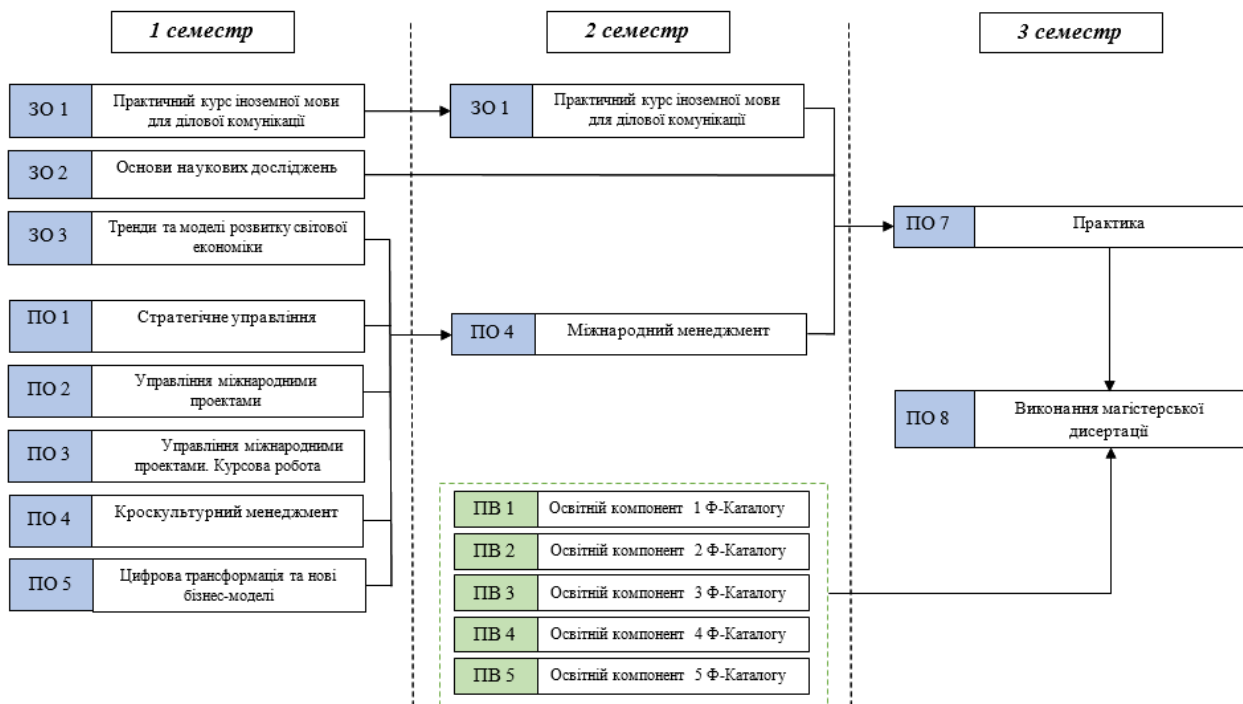 1 семестр
2 семестр
3 семестр
ЗО 1
Практичний курс іноземної мови
для ділової комунікації
ЗО 1
Практичний курс іноземної мови
для ділової комунікації
ЗО 2
Основи наукових досліджень
ЗО 3
Тренди та моделі розвитку світової
економіки
ПО 7
Практика
ПО 1
Стратегічне управління
ПО 4
Міжнародний менеджмент
ПО 2
Управління міжнародними
проектами
ПО 8
Виконання магістерської
дисертації
ПО 3
Управління міжнародними
проектами. Курсова робота
ПО 4
Кроскультурний менеджмент
ПО 5
Цифрова трансформація та нові
бізнес-моделі
ПВ 1
Освітній компонент 1 Ф-Каталогу
ПВ 2
Освітній компонент 2 Ф-Каталогу
ПВ 3
Освітній компонент 3 Ф-Каталогу
ПВ 4
Освітній компонент 4 Ф-Каталогу
ПВ 5
Освітній компонент 5 Ф-Каталогу